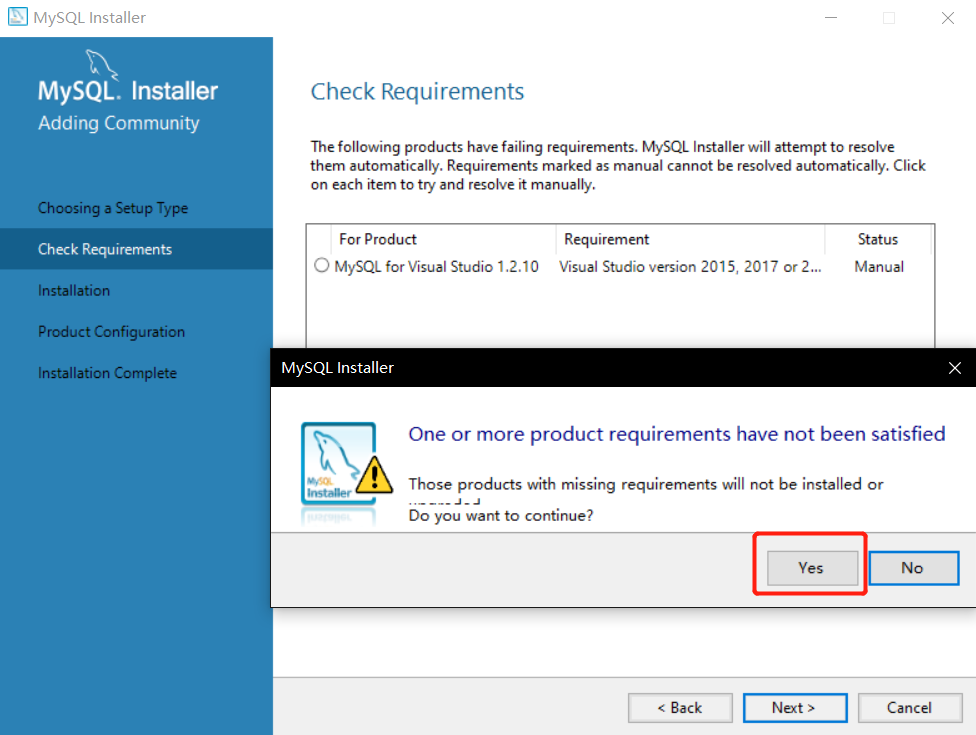 MySQL Installer
MySQL. Installer
Adding Community
Choosing a Setup Type
Check Requirements
Installation
Product Configuration
Installation Complete
Check Requirements
The following products have failing requirements. MySQL Installer will attempt to resolve
them automatically. Requirements marked as manual cannot be resolved automatically. Click
on each item to try and resolve it manually.
For Product Requirement Status
MySQL for Visual Studio 1.2.10 Visual Studio version 2015, 2017 or 2... Manual
MySQL Installer
MySQL
Installer
One or more product requirements have not been satisfied
Those products with missing requirements will not be installed or
upgraded.
Do you want to continue?
Yes No
< Back Next > Cancel